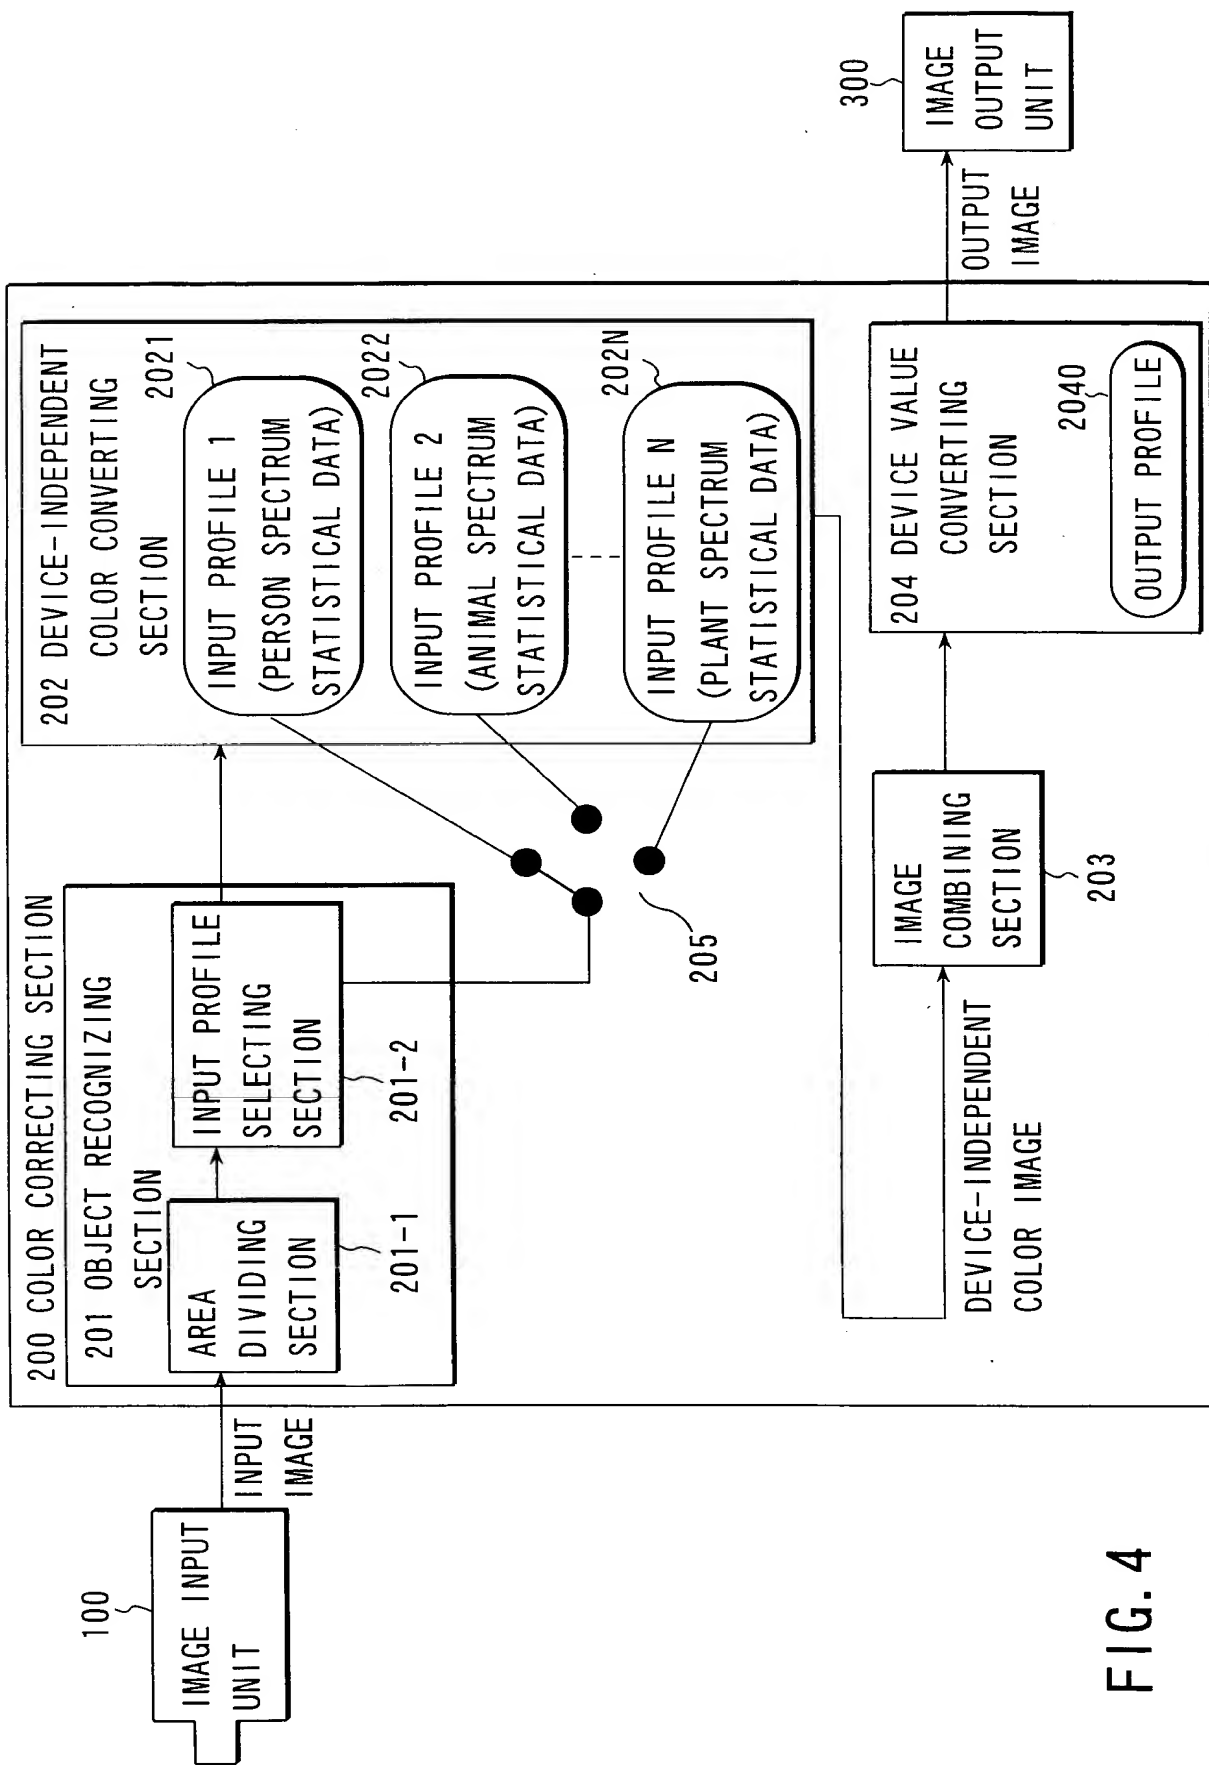 100
IMAGE INPUT
UNIT
INPUT
IMAGE
200 COLOR CORRECTING SECTION
201 OBJECT RECOGNIZING
SECTION
AREA
DIVIDING
SECTION
201-1
INPUT PROFILE
SELECTING
SECTION
201-2
202 DEVICE-INDEPENDENT
COLOR CONVERTING
SECTION
INPUT PROFILE 1
(PERSON SPECTRUM
STATISTICAL DATA)
2021
INPUT PROFILE 2
(ANIMAL SPECTRUM
STATISTICAL DATA)
2022
INPUT PROFILE N
(PLANT SPECTRUM
STATISTICAL DATA)
202N
205
DEVICE-INDEPENDENT
COLOR IMAGE
IMAGE
COMBINING
SECTION
203
204 DEVICE VALUE
CONVERTING
SECTION
2040
OUTPUT PROFILE
OUTPUT
IMAGE
300
IMAGE
OUTPUT
UNIT
FIG. 4